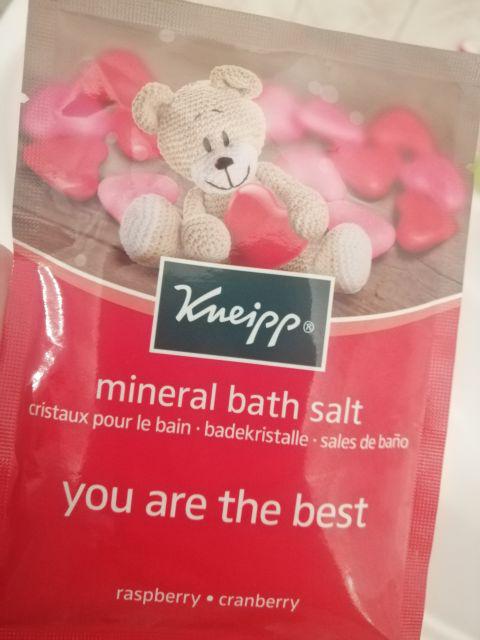 Kneipp®
mineral bath salt
cristaux pour le bain · badekristalle · sales de baño
you are the best
raspberry • cranberry